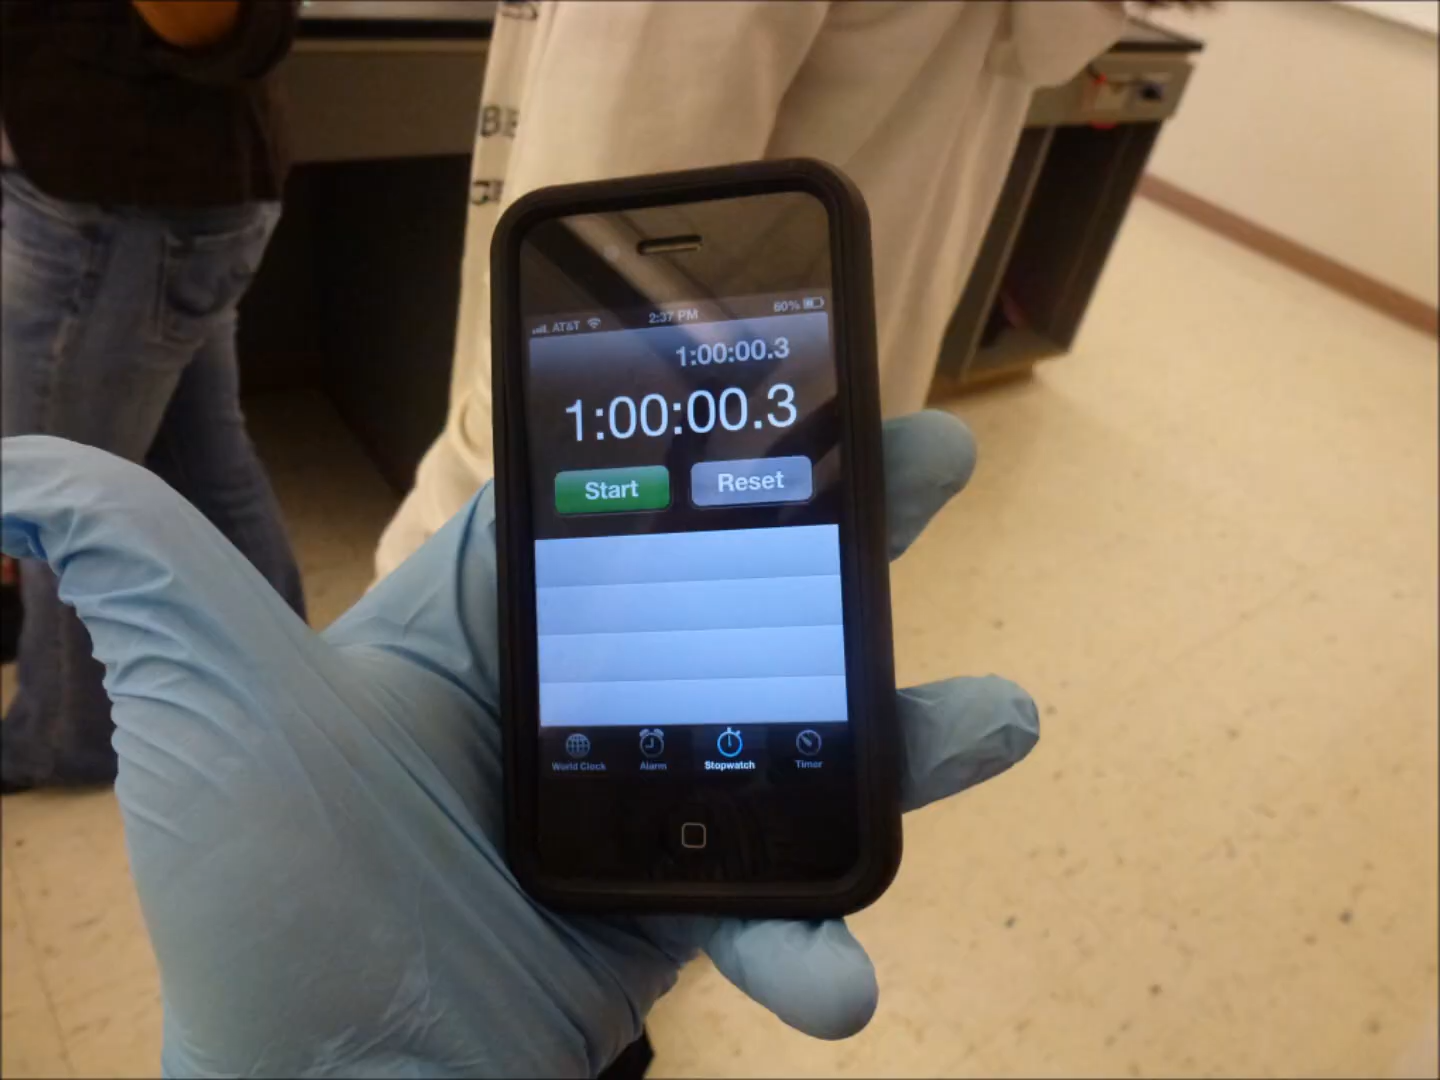 AT&T 2:37 PM 60%
1:00:00.3
1:00:00.3
Start Reset
World Clock Alarm Stopwatch Timer